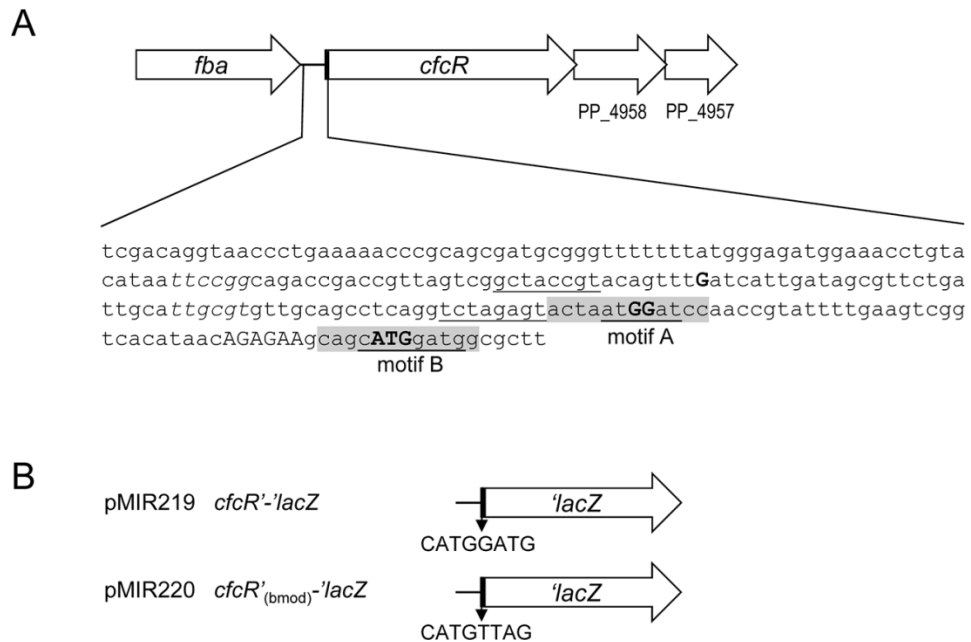 A
fba cfcR
PP_4958 PP_4957
tcgacaggtaaccctgaaaaacccgcagcgatgcgggtttttttatgggagatggaaacctgta
cataattccggcagaccgaccgttagtcggctaccgtacagtttGatcattgatagcgttctga
ttgcattgcgtgttgcagcctcaggtctagagtactaatGGatccaaccgtattttgaagtcgg
tcacataacAGAGAAgcagcATGgatggcgctt
motif A
motif B
B
pMIR219 cfcR’-’lacZ ’lacZ
CATGGATG
pMIR220 cfcR’(bmod)-’lacZ ‘lacZ
CATGTTAG